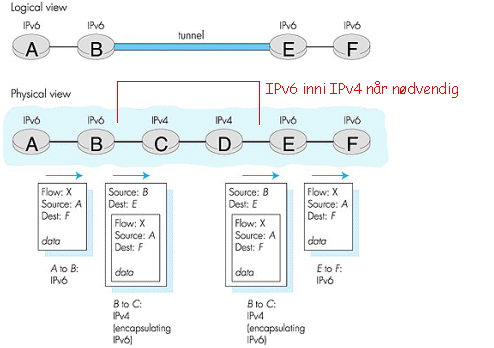 Logical view
IPv6 IPv6 tunnel IPv6 IPv6
A B E F
IPv6 inni IPv4 når nødvendig
Physical view
IPv6 IPv6 IPv4 IPv4 IPv6 IPv6
A B C D E F
Flow: X
Source: A
Dest: F
data
A to B:
IPv6
Source: B
Dest: E
Flow: X
Source: A
Dest: F
data
B to C:
IPv4
(encapsulating
IPv6)
Source: B
Dest: E
Flow: X
Source: A
Dest: F
data
B to C:
IPv4
(encapsulating
IPv6)
Flow: X
Source: A
Dest: F
data
E to F:
IPv6